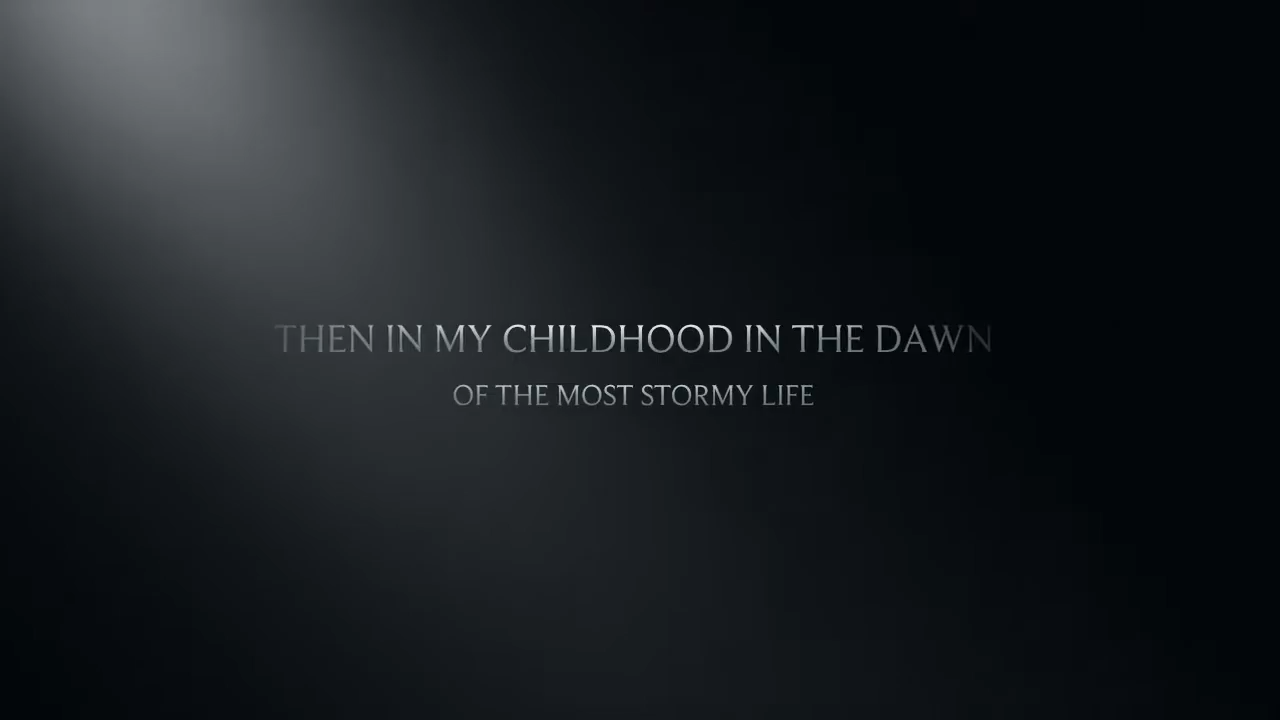 THEN IN MY CHILDHOOD IN THE DAWN
OF THE MOST STORMY LIFE